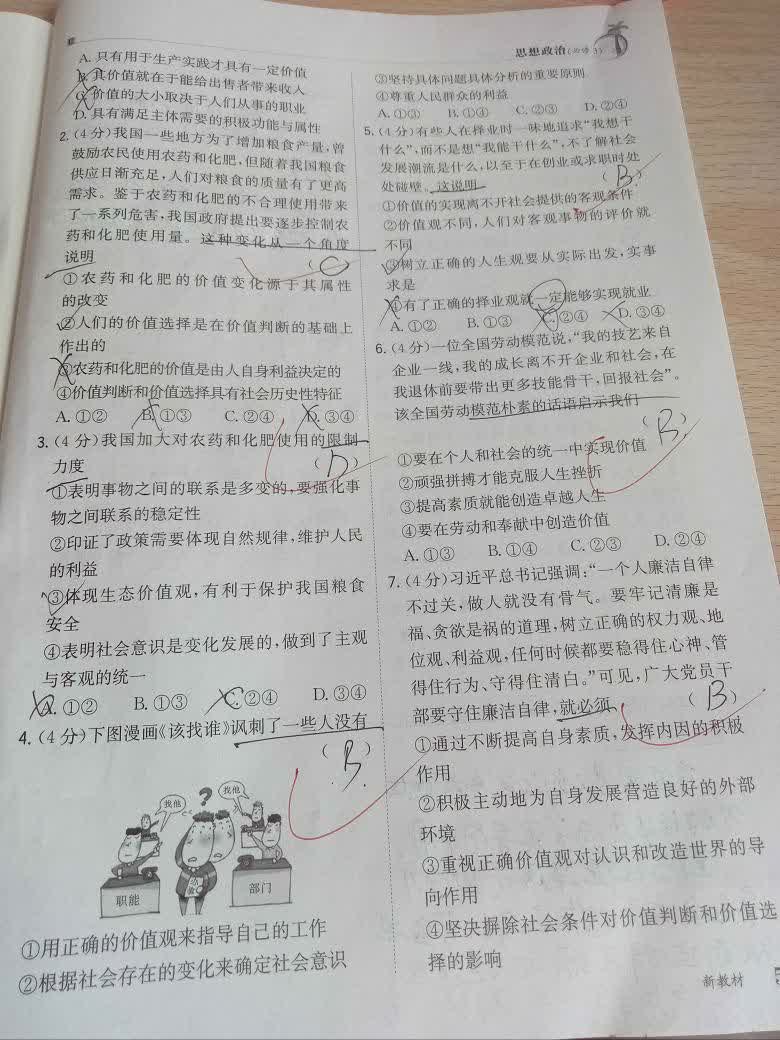 思想政治(必修3)
A. 只有用于生产实践才具有一定价值
B. 其价值就在于能给出售者带来收入
C. 价值的大小取决于人们从事的职业
D. 具有满足主体需要的积极功能与属性
2. (4分)我国一些地方为了增加粮食产量,曾
鼓励农民使用农药和化肥,但随着我国粮食
供应日渐充足,人们对粮食的质量有了更高
需求。鉴于农药和化肥的不合理使用带来
了一系列危害,我国政府提出要逐步控制农
药和化肥使用量。这种变化从一个角度
说明
(C)
①农药和化肥的价值变化源于其属性
的改变
②人们的价值选择是在价值判断的基础上
作出的
③农药和化肥的价值是由人自身利益决定的
④价值判断和价值选择具有社会历史性特征
A. ①② B. ①③ C. ②④ D. ③④
3. (4分)我国加大对农药和化肥使用的限制
力度 (D)
①表明事物之间的联系是多变的,要强化事
物之间联系的稳定性
②印证了政策需要体现自然规律,维护人民
的利益
③体现生态价值观,有利于保护我国粮食
安全
④表明社会意识是变化发展的,做到了主观
与客观的统一
A. ①② B. ①③ C. ②④ D. ③④
4. (4分)下图漫画《该找谁》讽刺了一些人没有
(B)
找他
?
找他
职能
部门
①用正确的价值观来指导自己的工作
②根据社会存在的变化来确定社会意识
③坚持具体问题具体分析的重要原则
④尊重人民群众的利益
A. ①③ B. ①④ C. ②③ D. ②④
5. (4分)有些人在择业时一味地追求“我想干
什么”,而不是想“我能干什么”,不了解社会
发展潮流是什么,以至于在创业或求职时处
处碰壁。这说明 (B)
①价值的实现离不开社会提供的客观条件
②价值观不同,人们对客观事物的评价就
不同
③树立正确的人生观要从实际出发,实事
求是
④有了正确的择业观就一定能够实现就业
A. ①② B. ①③ C. ②④ D. ③④
6. (4分)一位全国劳动模范说,“我的技艺来自
企业一线,我的成长离不开企业和社会,在
我退休前要带出更多技能骨干,回报社会”。
该全国劳动模范朴素的话语启示我们
(B)
①要在个人和社会的统一中实现价值
②顽强拼搏才能克服人生挫折
③提高素质就能创造卓越人生
④要在劳动和奉献中创造价值
A. ①③ B. ①④ C. ②③ D. ②④
7. (4分)习近平总书记强调:“一个人廉洁自律
不过关,做人就没有骨气。要牢记清廉是
福、贪欲是祸的道理,树立正确的权力观、地
位观、利益观,任何时候都要稳得住心神、管
得住行为、守得住清白。”可见,广大党员干
部要守住廉洁自律,就必须 (B)
①通过不断提高自身素质,发挥内因的积极
作用
②积极主动地为自身发展营造良好的外部
环境
③重视正确价值观对认识和改造世界的导
向作用
④坚决摒除社会条件对价值判断和价值选
择的影响
新教材